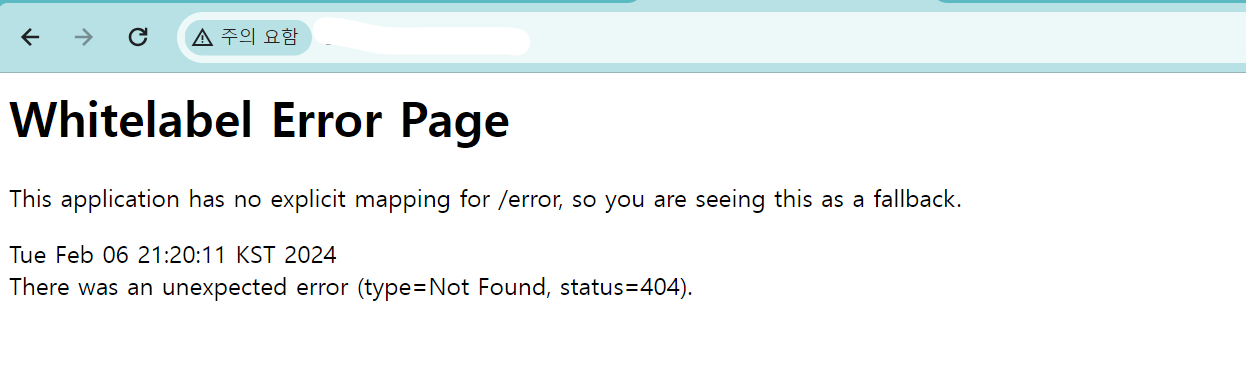 주의 요함
Whitelabel Error Page
This application has no explicit mapping for /error, so you are seeing this as a fallback.
Tue Feb 06 21:20:11 KST 2024
There was an unexpected error (type=Not Found, status=404).